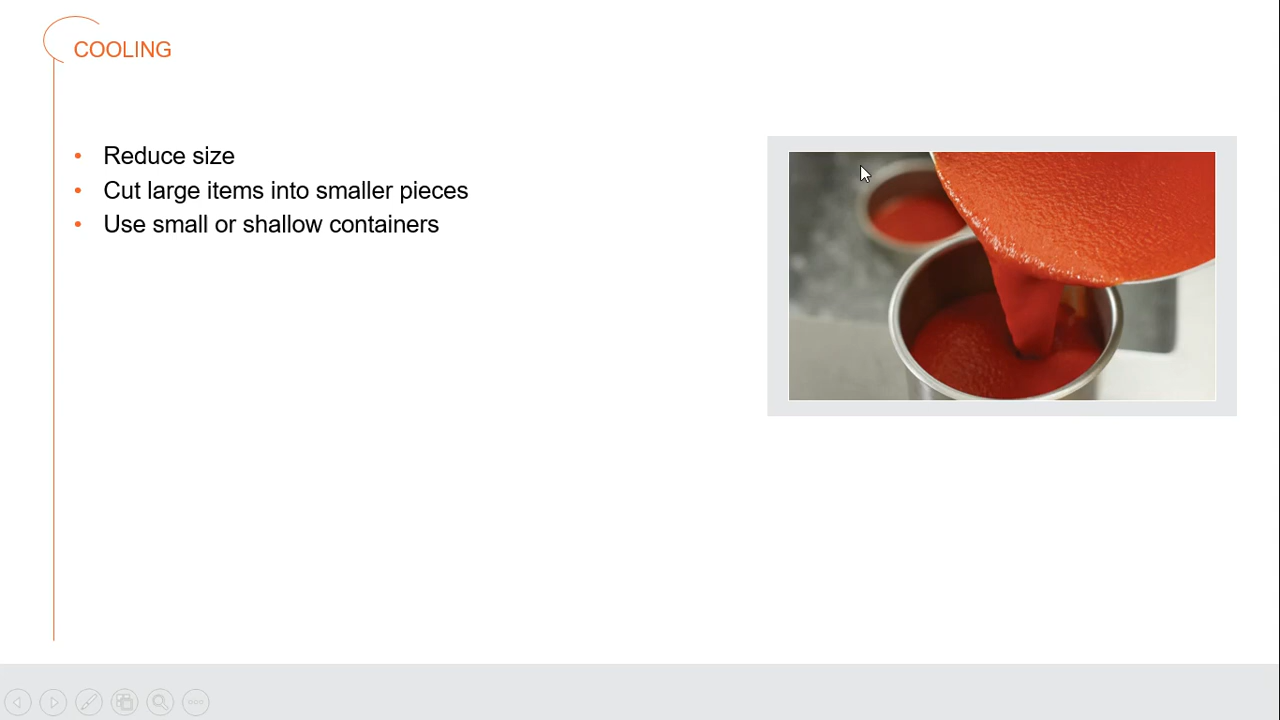 COOLING
• Reduce size
• Cut large items into smaller pieces
• Use small or shallow containers